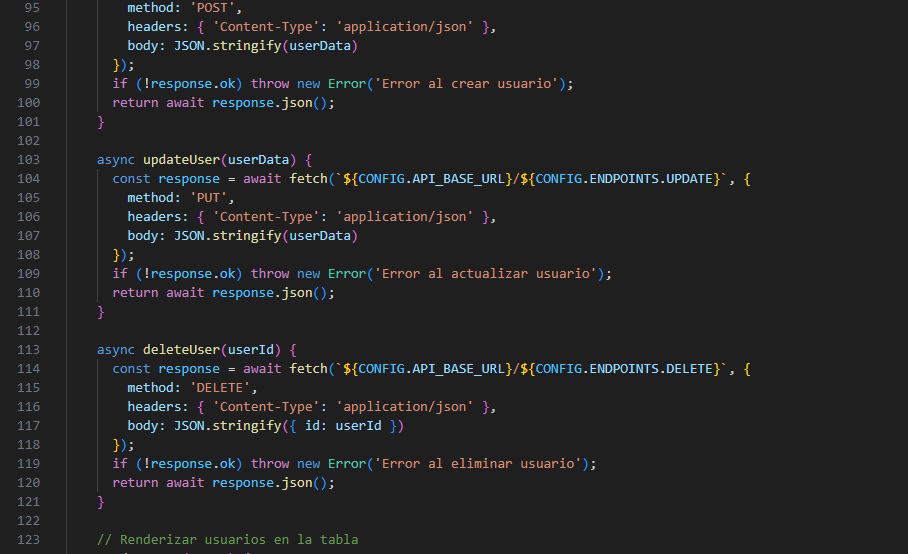 95 method: 'POST',
96 headers: { 'Content-Type': 'application/json' },
97 body: JSON.stringify(userData)
98 });
99 if (!response.ok) throw new Error('Error al crear usuario');
100 return await response.json();
101 }
102
103 async updateUser(userData) {
104 const response = await fetch(`${CONFIG.API_BASE_URL}/${CONFIG.ENDPOINTS.UPDATE}`, {
105 method: 'PUT',
106 headers: { 'Content-Type': 'application/json' },
107 body: JSON.stringify(userData)
108 });
109 if (!response.ok) throw new Error('Error al actualizar usuario');
110 return await response.json();
111 }
112
113 async deleteUser(userId) {
114 const response = await fetch(`${CONFIG.API_BASE_URL}/${CONFIG.ENDPOINTS.DELETE}`, {
115 method: 'DELETE',
116 headers: { 'Content-Type': 'application/json' },
117 body: JSON.stringify({ id: userId })
118 });
119 if (!response.ok) throw new Error('Error al eliminar usuario');
120 return await response.json();
121 }
122
123 // Renderizar usuarios en la tabla